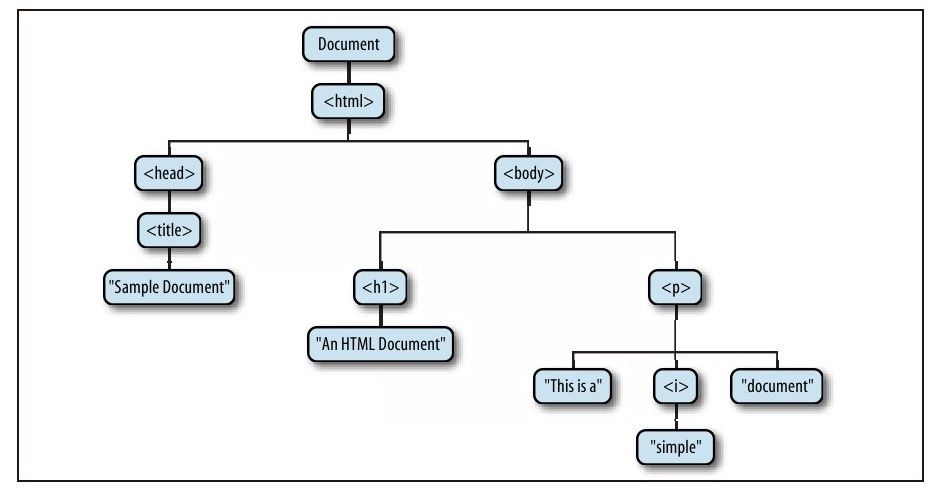 Document
<html>
<head>
<body>
<title>
"Sample Document"
<h1>
<p>
"An HTML Document"
"This is a"
<i>
"document"
"simple"